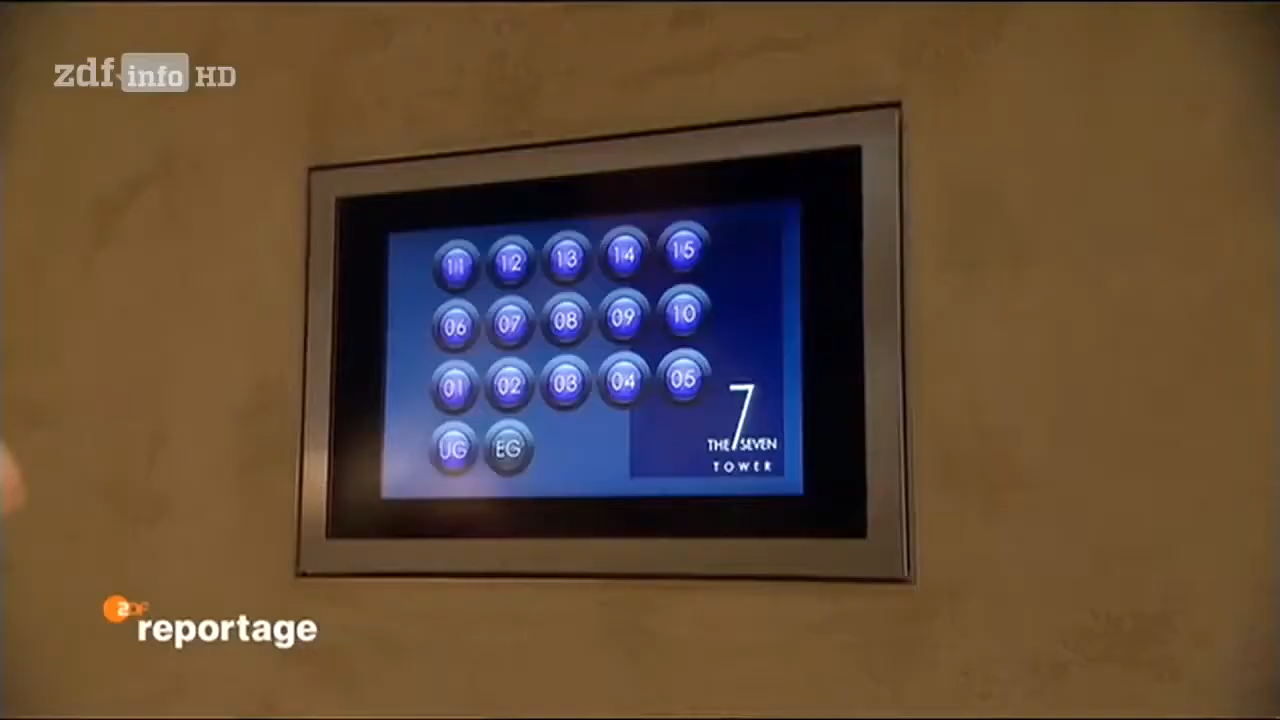 zdf info HD
11 12 13 14 15
06 07 08 09 10
01 02 03 04 05
UG EG
7
THE SEVEN
TOWER
ZDF
reportage